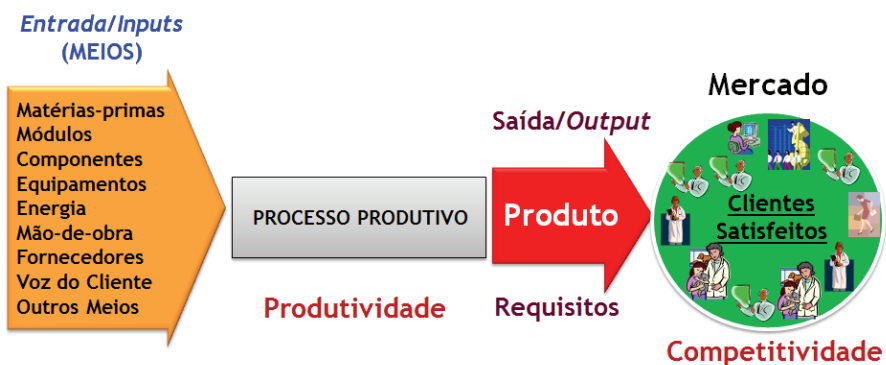 Entrada/Inputs
(MEIOS)
Matérias-primas
Módulos
Componentes
Equipamentos
Energia
Mão-de-obra
Fornecedores
Voz do Cliente
Outros Meios
PROCESSO PRODUTIVO
Produtividade
Saída/Output
Produto
Requisitos
Mercado
Clientes
Satisfeitos
Competitividade